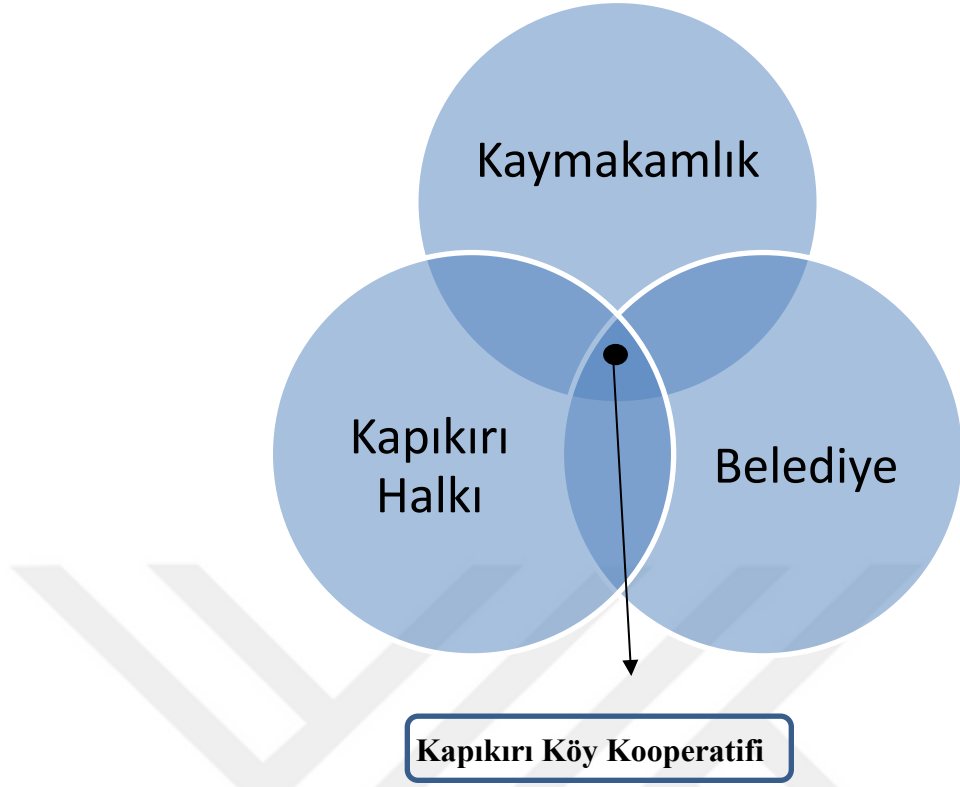 Kaymakamlık
Kapıkırı
Halkı
Belediye
Kapıkırı Köy Kooperatifi